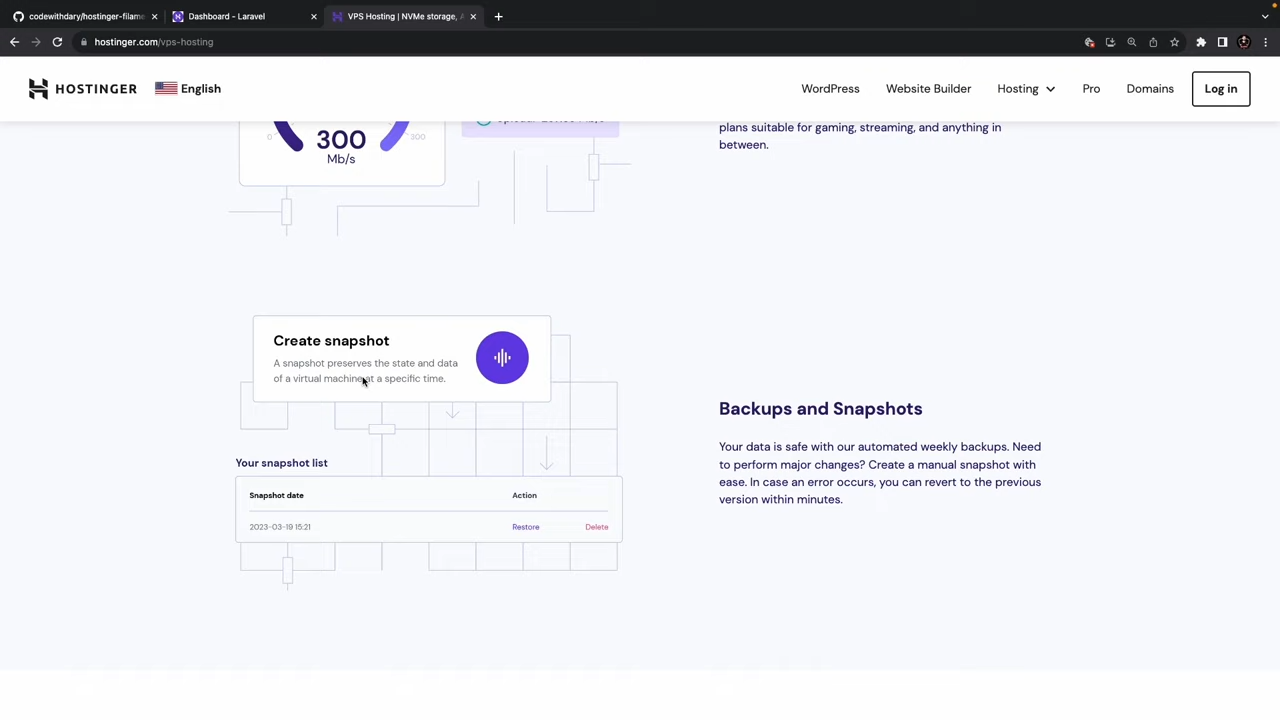 codewithdary/hostinger-filame
Dashboard - Laravel
VPS Hosting | NVMe storage, A
hostinger.com/vps-hosting
HOSTINGER
English
WordPress
Website Builder
Hosting
Pro
Domains
Log in
0
300
300
Mb/s
plans suitable for gaming, streaming, and anything in
between.
Create snapshot
A snapshot preserves the state and data
of a virtual machine at a specific time.
Your snapshot list
Snapshot date
Action
2023-03-19 15:21
Restore
Delete
Backups and Snapshots
Your data is safe with our automated weekly backups. Need
to perform major changes? Create a manual snapshot with
ease. In case an error occurs, you can revert to the previous
version within minutes.